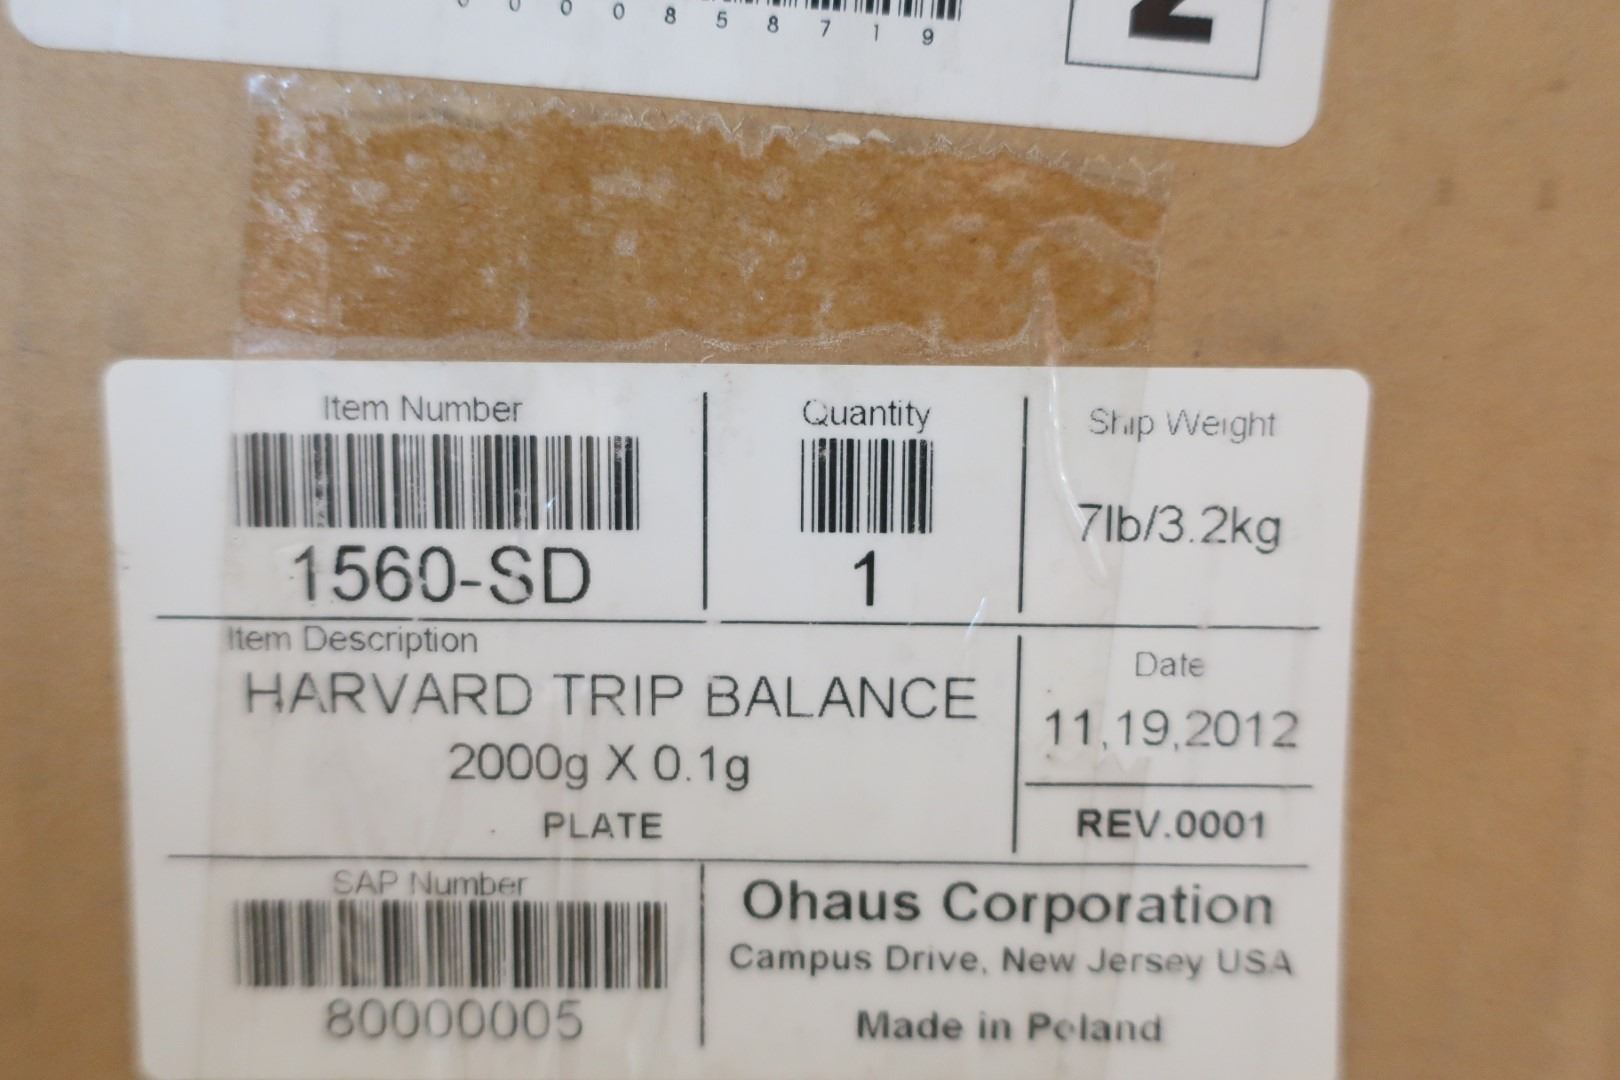 0 0 0 0 8 5 8 7 1 9
Item Number
Quantity
Ship Weight
1560-SD
1
7lb/3.2kg
Item Description
HARVARD TRIP BALANCE
2000g X 0.1g
PLATE
Date
11,19,2012
REV.0001
SAP Number
80000005
Ohaus Corporation
Campus Drive, New Jersey USA
Made in Poland